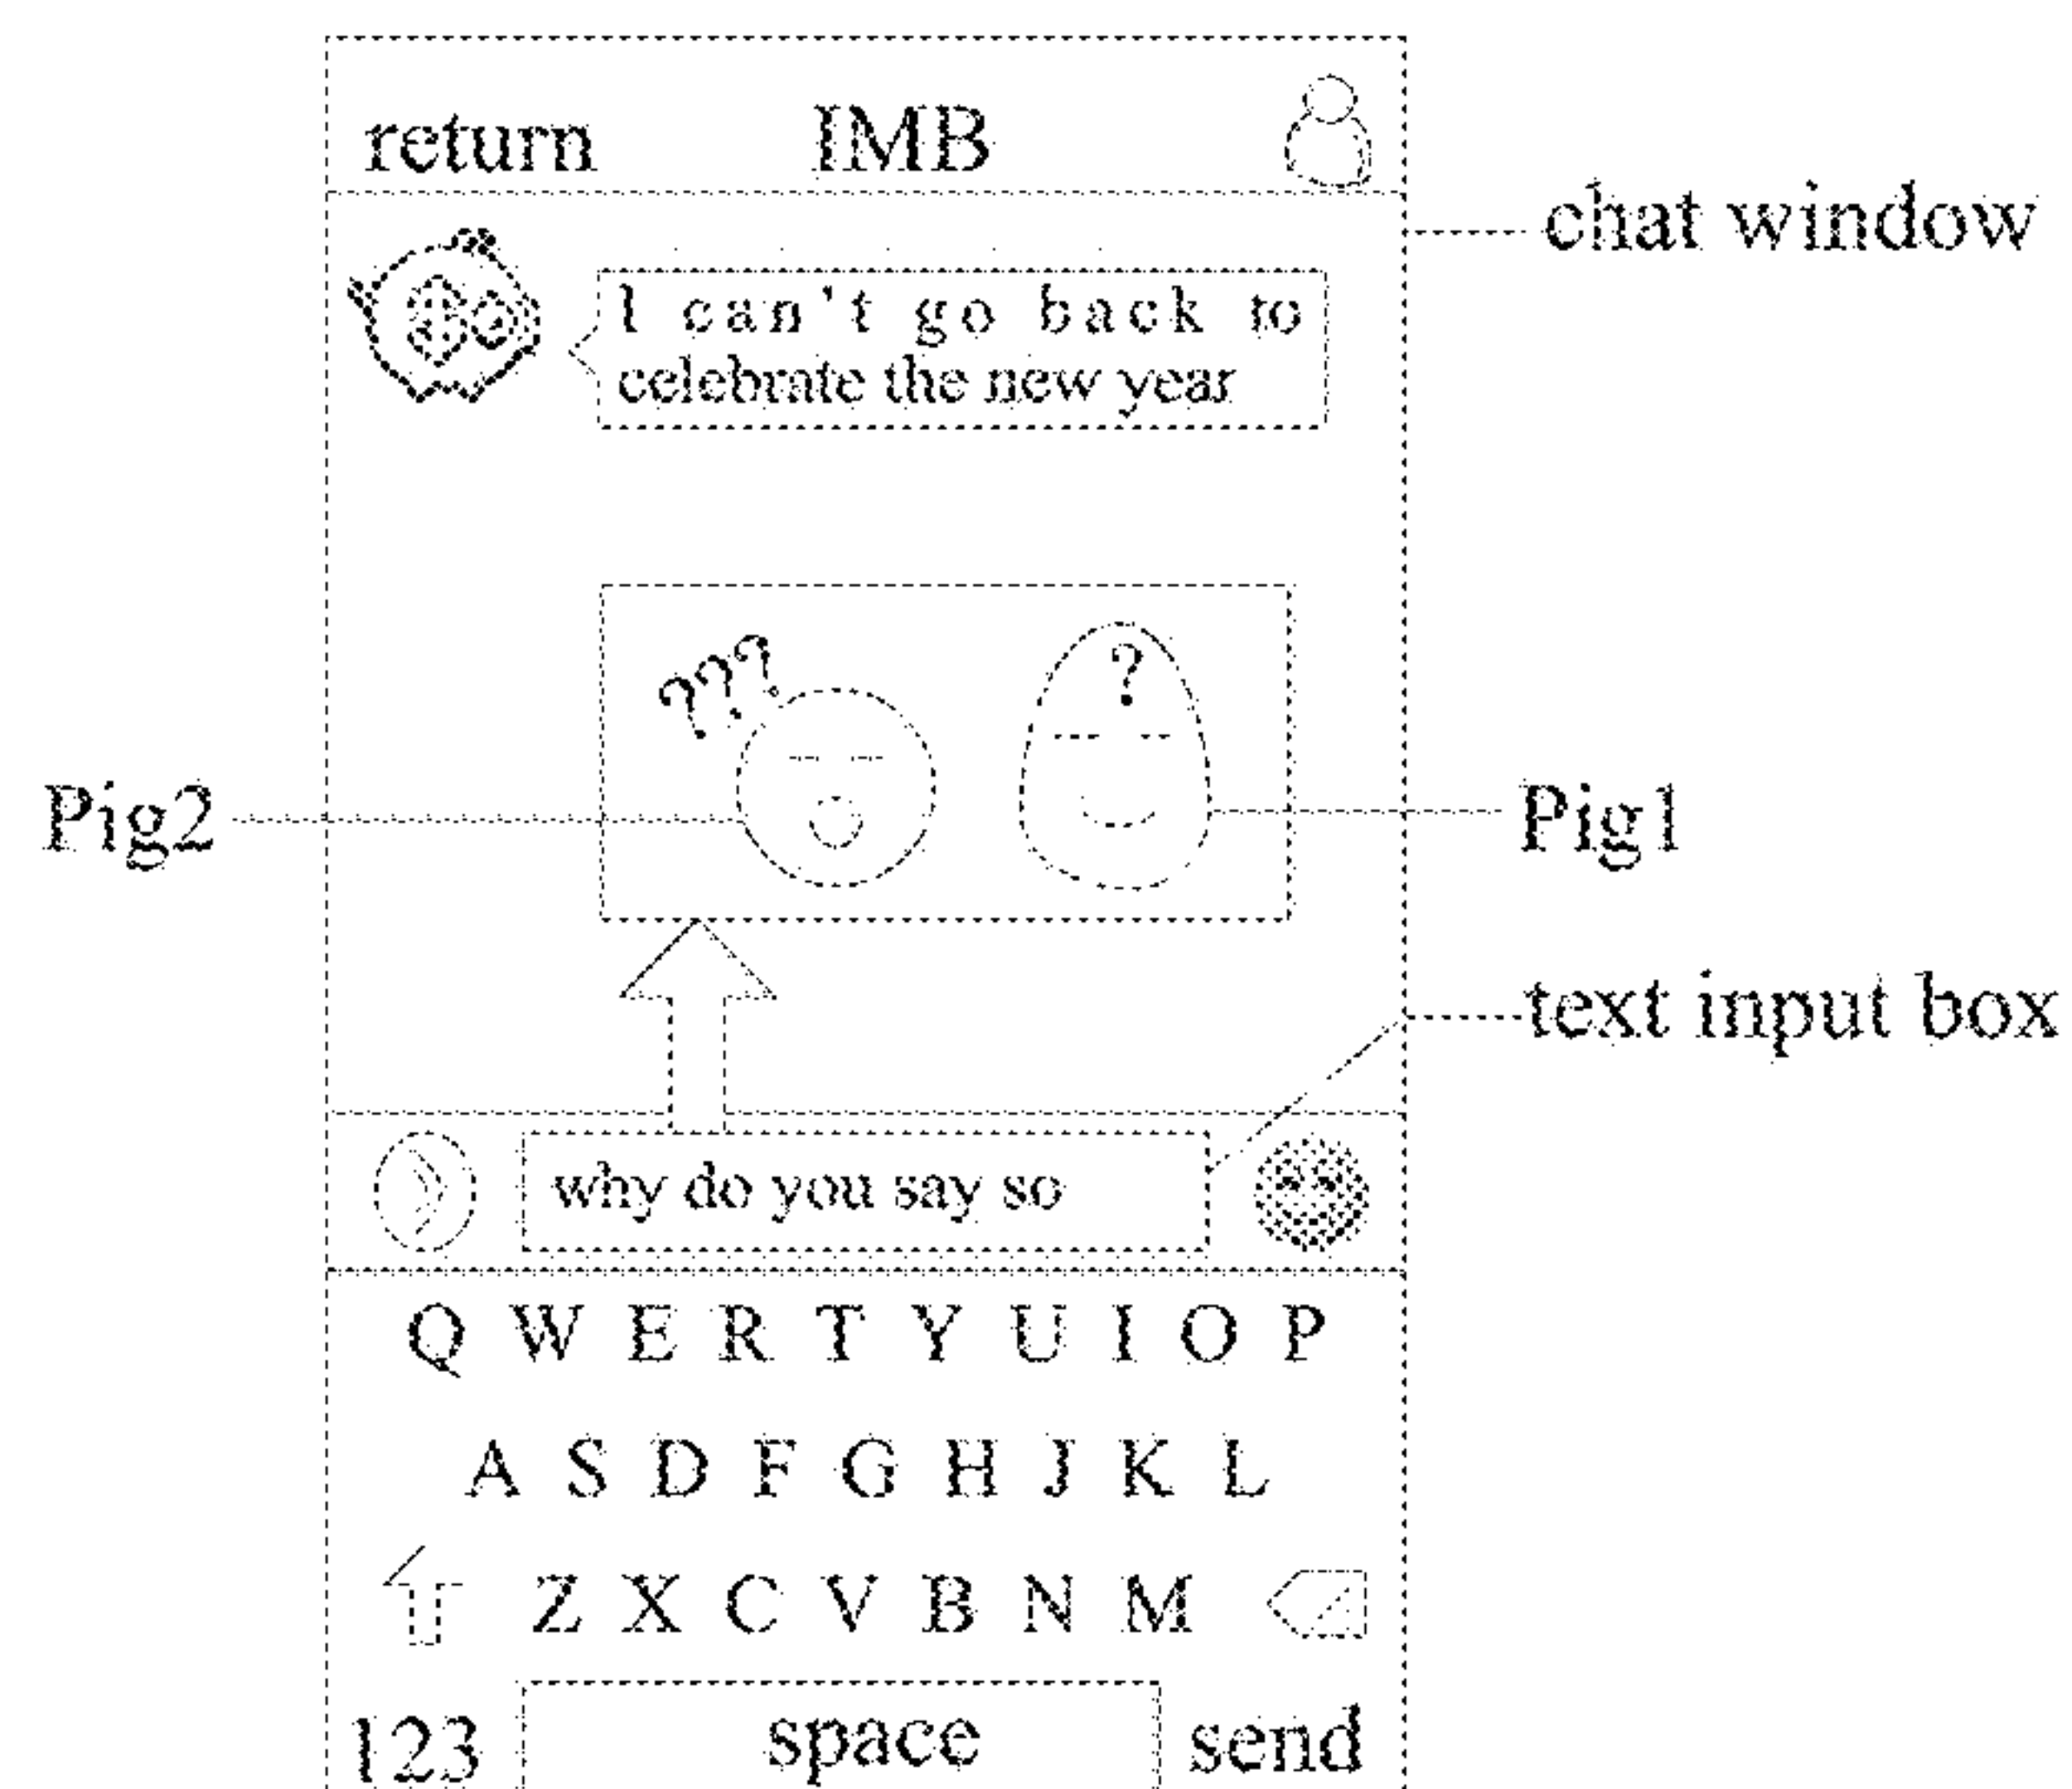 return IMB
chat window
I can't go back to
celebrate the new year
??? ?
Pig2 Pig1
text input box
why do you say so
Q W E R T Y U I O P
A S D F G H J K L
Z X C V B N M
123 space send